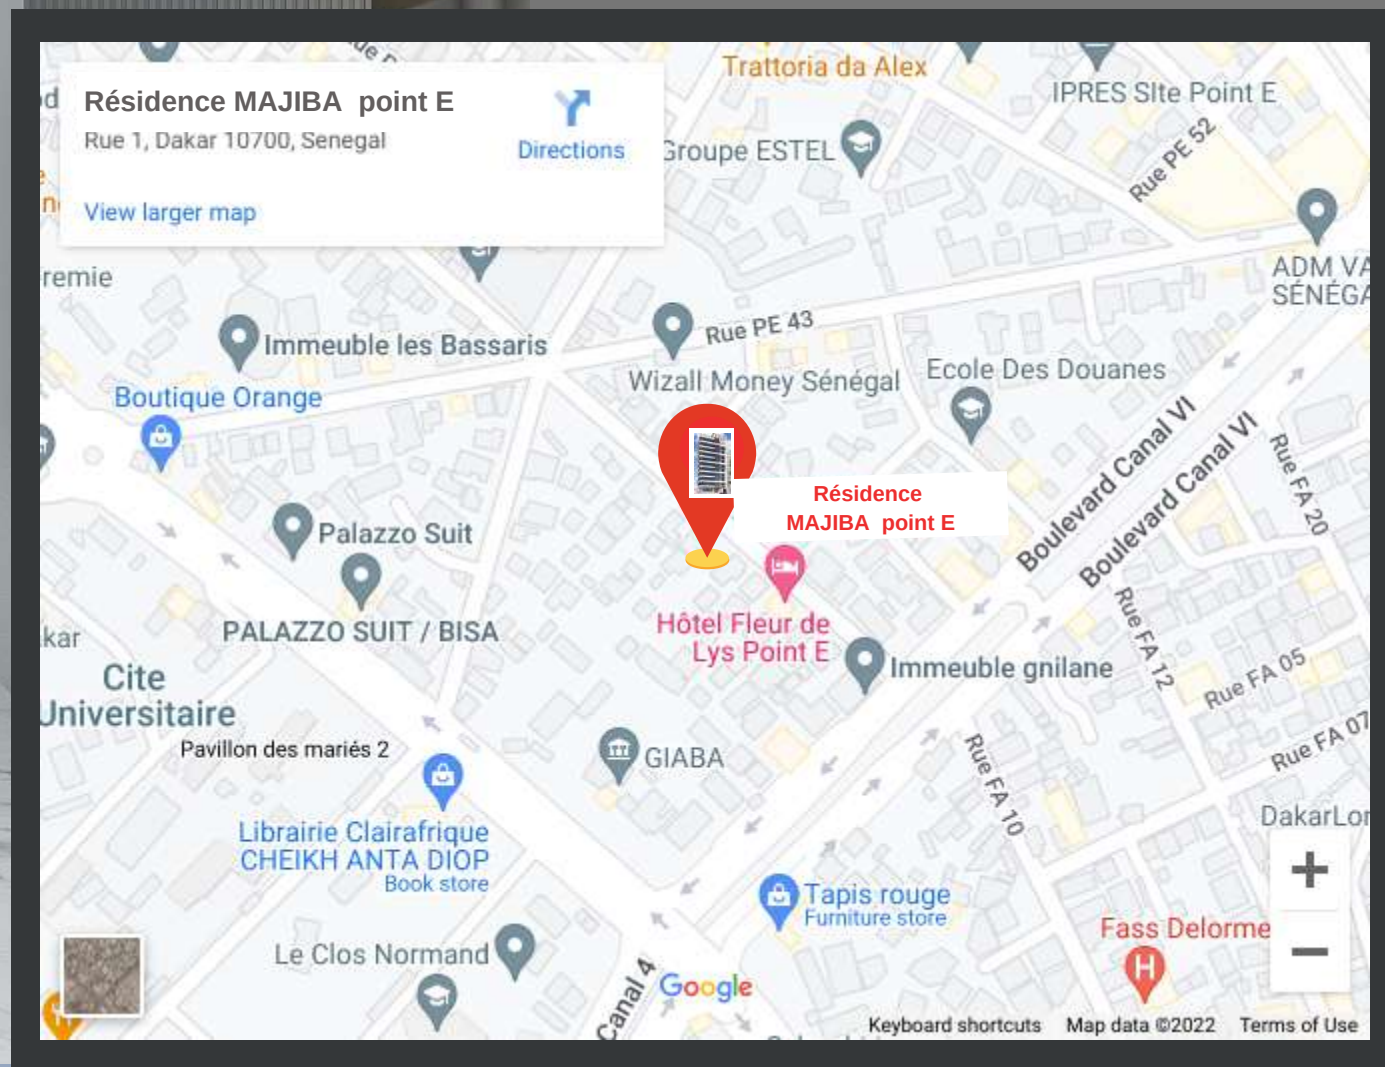 Trattoria da Alex
IPRES SIte Point E
Résidence MAJIBA point E
Rue 1, Dakar 10700, Senegal
Directions
View larger map
Groupe ESTEL
Rue PE 52
remie
ADM VA
SÉNÉGA
Immeuble les Bassaris
Rue PE 43
Wizall Money Sénégal
Ecole Des Douanes
Boutique Orange
Boulevard Canal VI
Boulevard Canal VI
Rue FA 20
Résidence
MAJIBA point E
Palazzo Suit
PALAZZO SUIT / BISA
Hôtel Fleur de
Lys Point E
Immeuble gnilane
Rue FA 12
Rue FA 05
kar
Cite
Universitaire
Pavillon des mariés 2
GIABA
Rue FA 10
Rue FA 07
DakarLor
Librairie Clairafrique
CHEIKH ANTA DIOP
Book store
Tapis rouge
Furniture store
Fass Delorme
H
Le Clos Normand
Canal 4
Google
Keyboard shortcuts Map data ©2022 Terms of Use